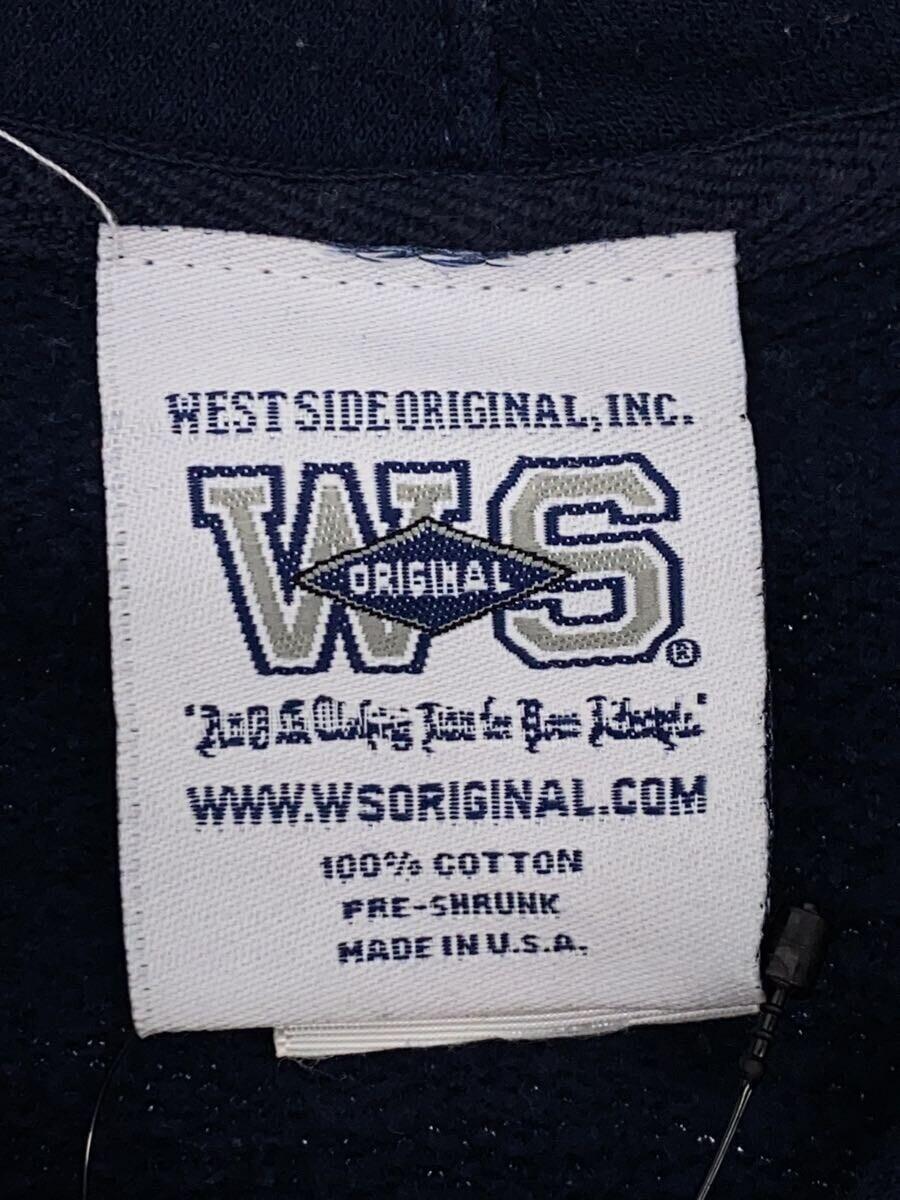 WEST SIDE ORIGINAL, INC.
WS
ORIGINAL
®
WWW.WSORIGINAL.COM
100% COTTON
PRE-SHRUNK
MADE IN U.S.A.